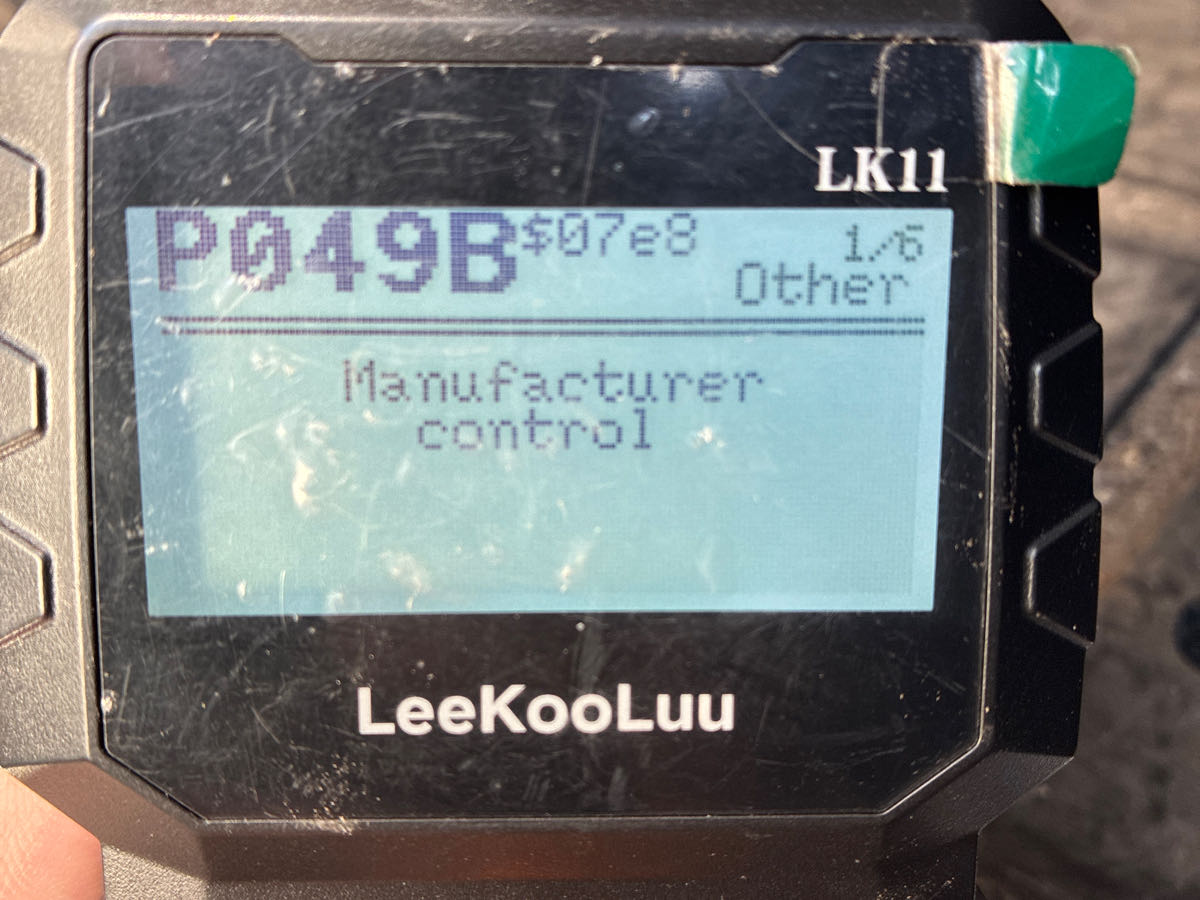 LK11
P049B $07e8 1/6
Other
Manufacturer
control
LeeKooLuu